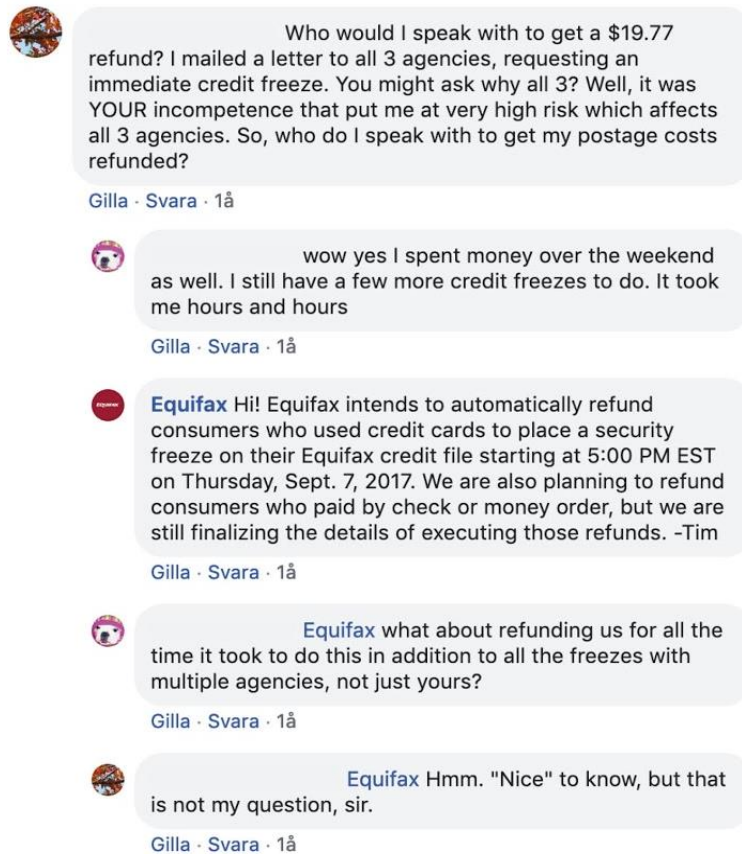 Who would I speak with to get a $19.77
refund? I mailed a letter to all 3 agencies, requesting an
immediate credit freeze. You might ask why all 3? Well, it was
YOUR incompetence that put me at very high risk which affects
all 3 agencies. So, who do I speak with to get my postage costs
refunded?
Gilla · Svara · 1å
wow yes I spent money over the weekend
as well. I still have a few more credit freezes to do. It took
me hours and hours
Gilla · Svara · 1å
EQUIFAX
Equifax Hi! Equifax intends to automatically refund
consumers who used credit cards to place a security
freeze on their Equifax credit file starting at 5:00 PM EST
on Thursday, Sept. 7, 2017. We are also planning to refund
consumers who paid by check or money order, but we are
still finalizing the details of executing those refunds. -Tim
Gilla · Svara · 1å
Equifax what about refunding us for all the
time it took to do this in addition to all the freezes with
multiple agencies, not just yours?
Gilla · Svara · 1å
Equifax Hmm. "Nice" to know, but that
is not my question, sir.
Gilla · Svara · 1å